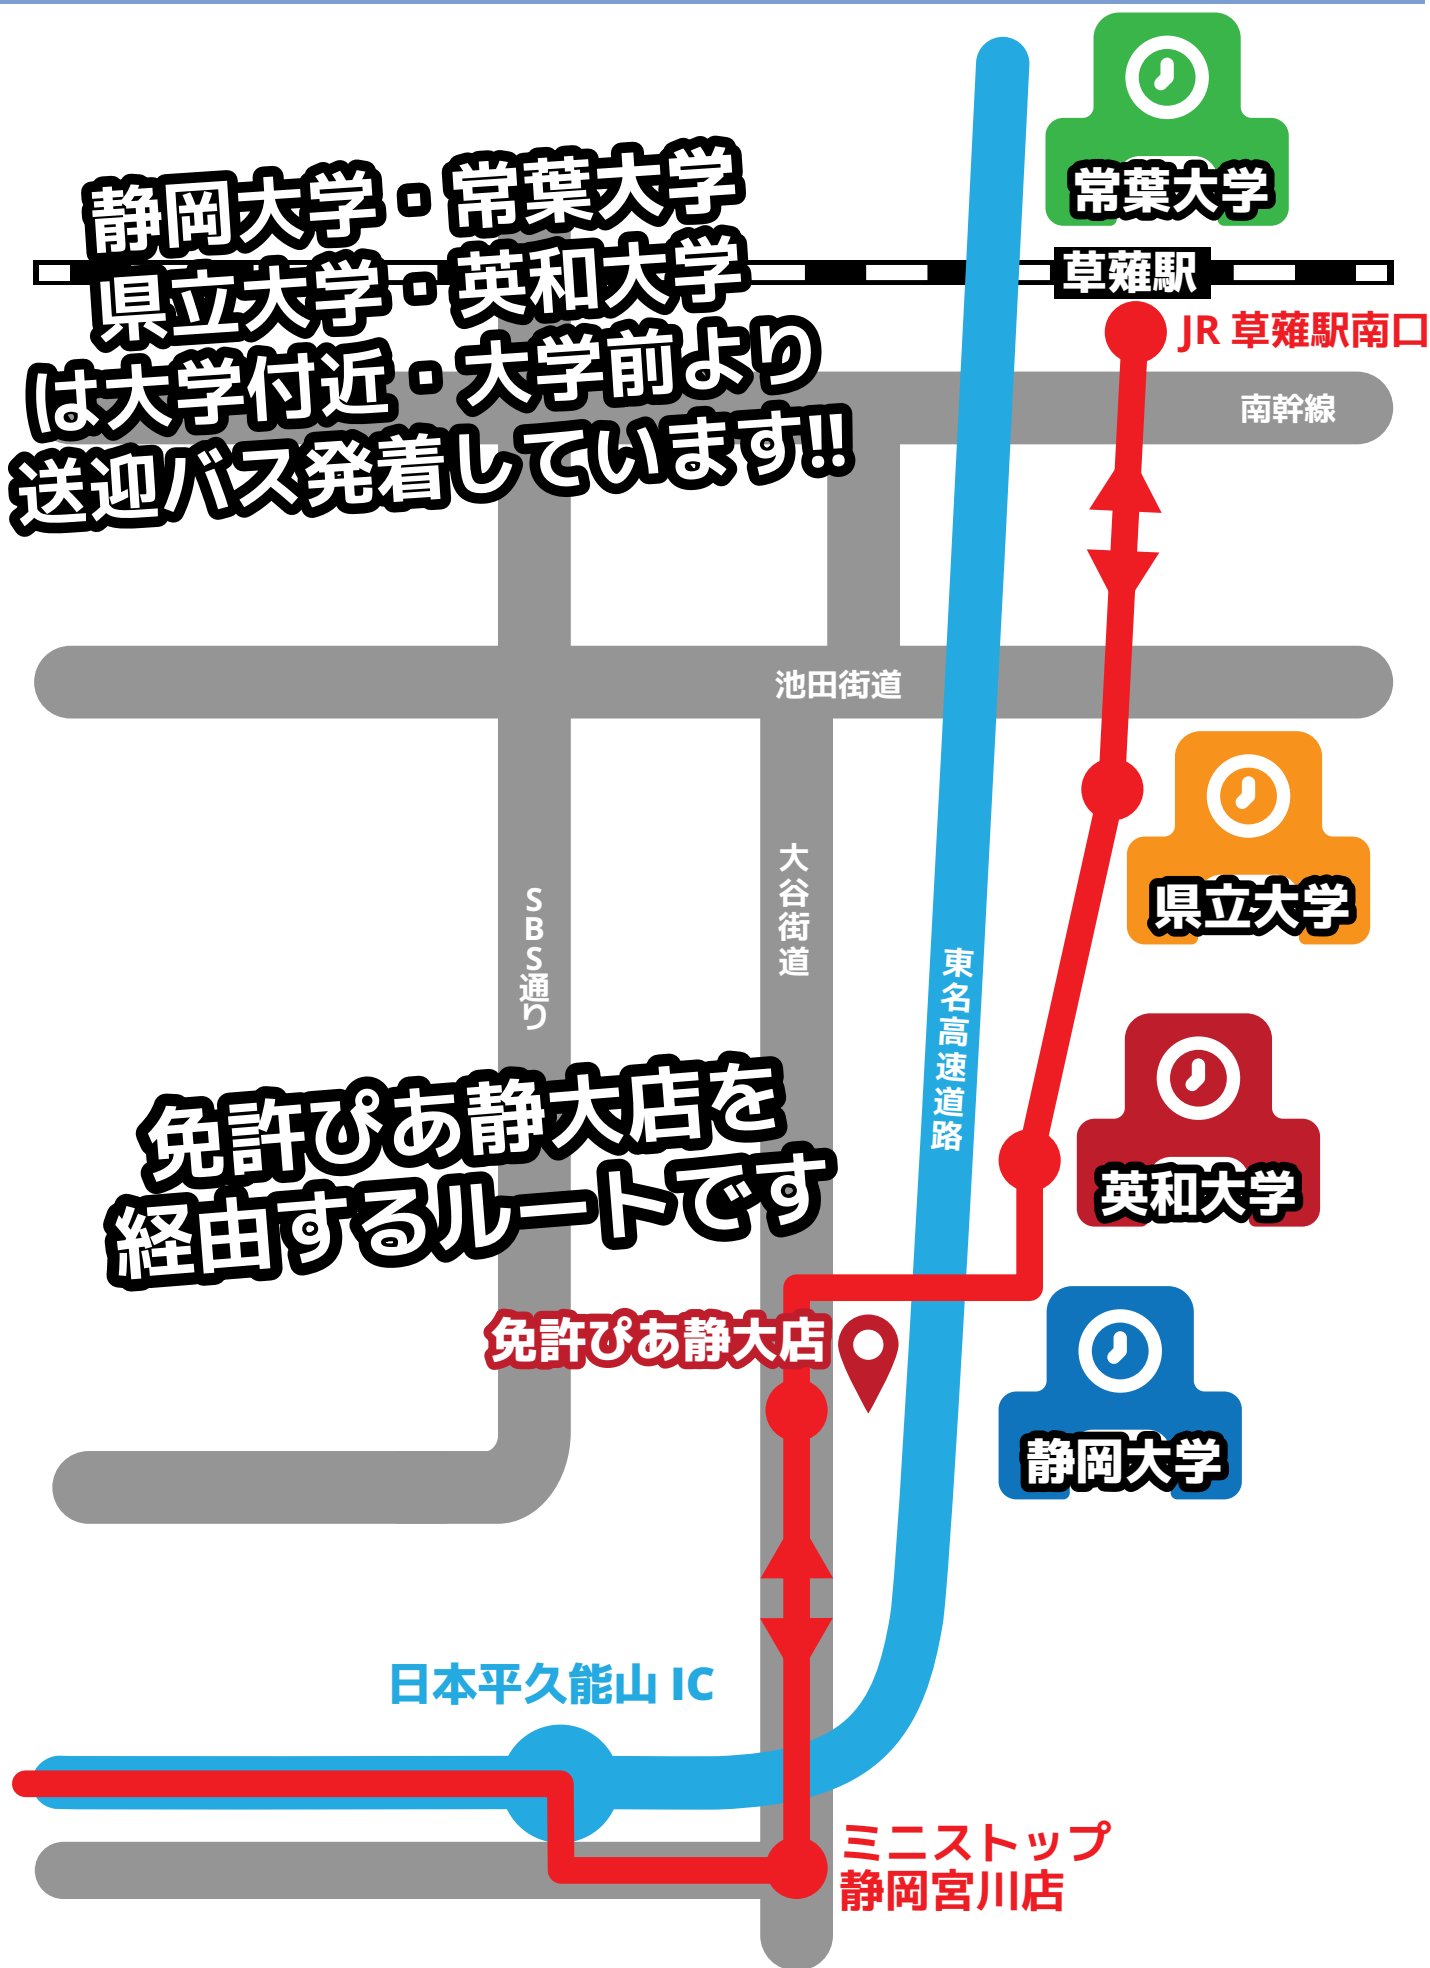 常葉大学
静岡大学・常葉大学
県立大学・英和大学
は大学付近・大学前より
送迎バス発着しています!!
草薙駅
JR 草薙駅南口
南幹線
池田街道
県立大学
大谷街道
SBS通り
東名高速道路
英和大学
免許ぴあ静大店を
経由するルートです
免許ぴあ静大店
静岡大学
日本平久能山 IC
ミニストップ
静岡宮川店